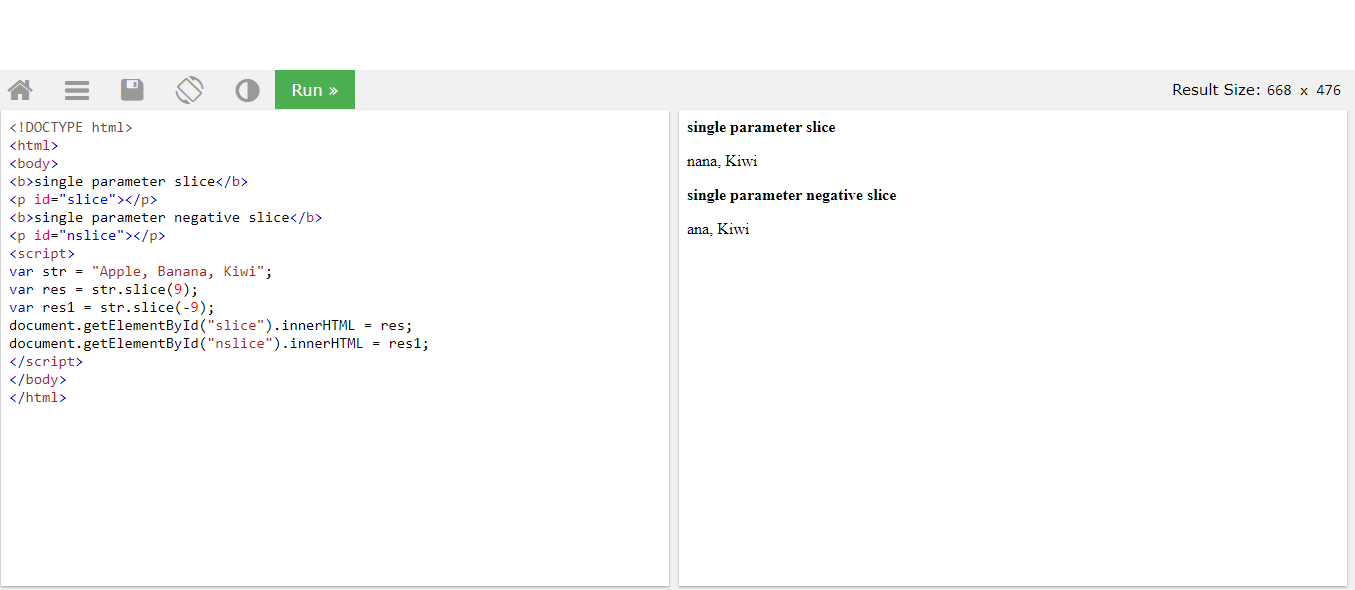 Run »
Result Size: 668 x 476
<!DOCTYPE html>
<html>
<body>
<b>single parameter slice</b>
<p id="slice"></p>
<b>single parameter negative slice</b>
<p id="nslice"></p>
<script>
var str = "Apple, Banana, Kiwi";
var res = str.slice(9);
var res1 = str.slice(-9);
document.getElementById("slice").innerHTML = res;
document.getElementById("nslice").innerHTML = res1;
</script>
</body>
</html>
single parameter slice
nana, Kiwi
single parameter negative slice
ana, Kiwi